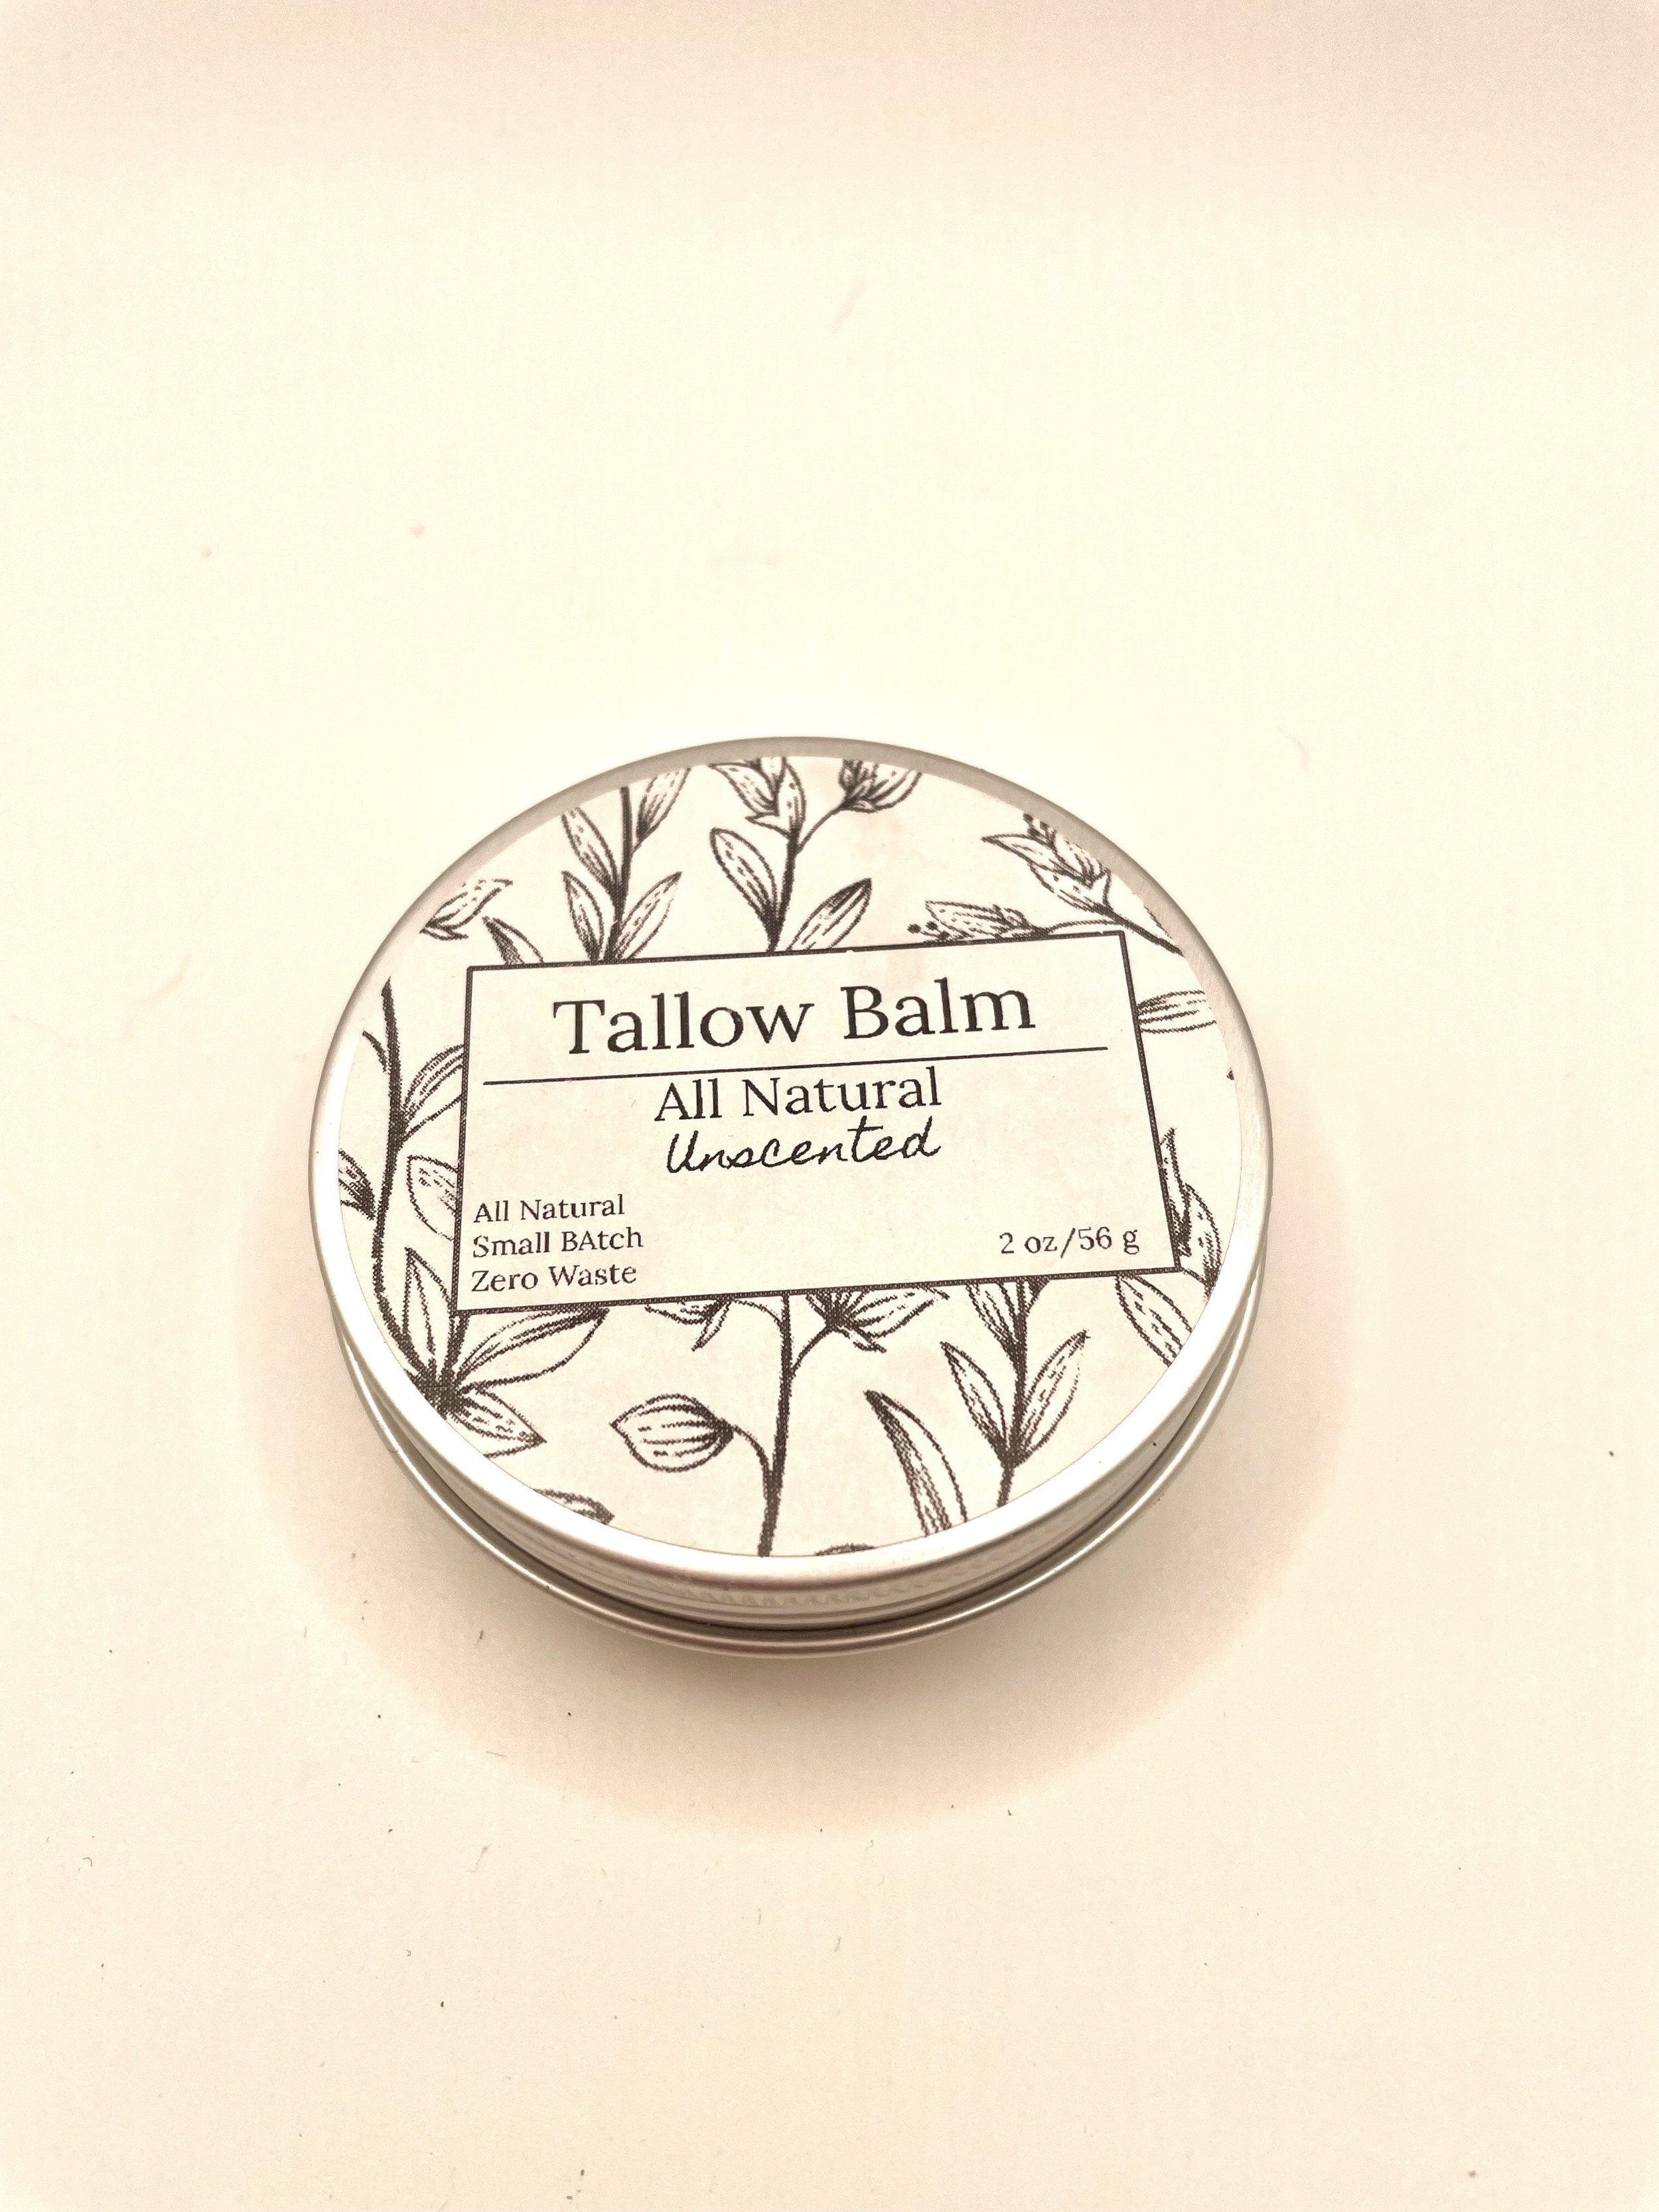 Tallow Balm
All Natural
Unscented
All Natural
Small BAtch
Zero Waste
2 oz/56 g